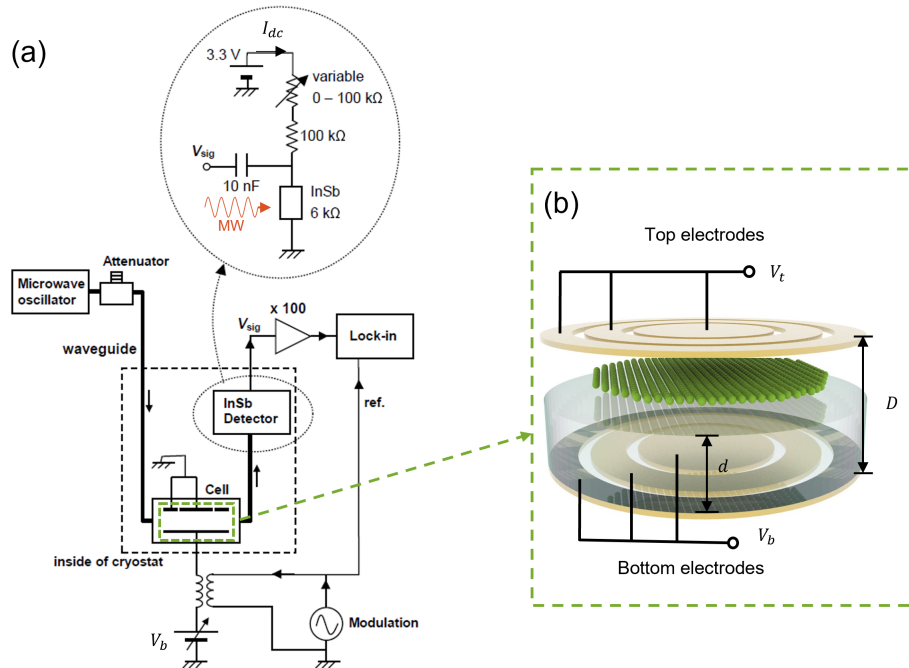 (a)
I_dc
3.3 V
variable
0 – 100 kΩ
100 kΩ
V_sig
10 nF
InSb
6 kΩ
MW
Attenuator
Microwave
oscillator
waveguide
V_sig
x 100
Lock-in
ref.
InSb
Detector
Cell
inside of cryostat
Modulation
V_b
(b)
Top electrodes
V_t
D
d
V_b
Bottom electrodes